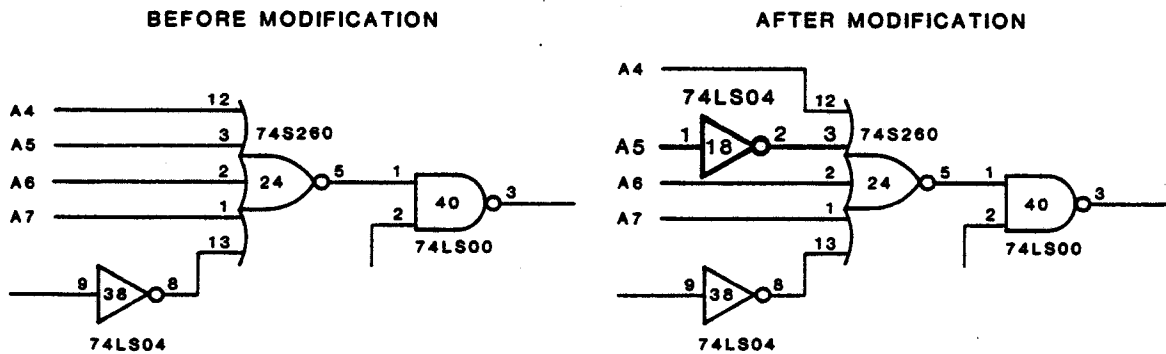 BEFORE MODIFICATION
A4
12
74S260
A5
3
A6
2
24
5
1
40
3
A7
1
2
74LS00
13
9
38
8
74LS04
AFTER MODIFICATION
A4
74LS04
12
74S260
A5
1
18
2
3
A6
2
24
5
1
40
3
A7
1
2
74LS00
13
9
38
8
74LS04